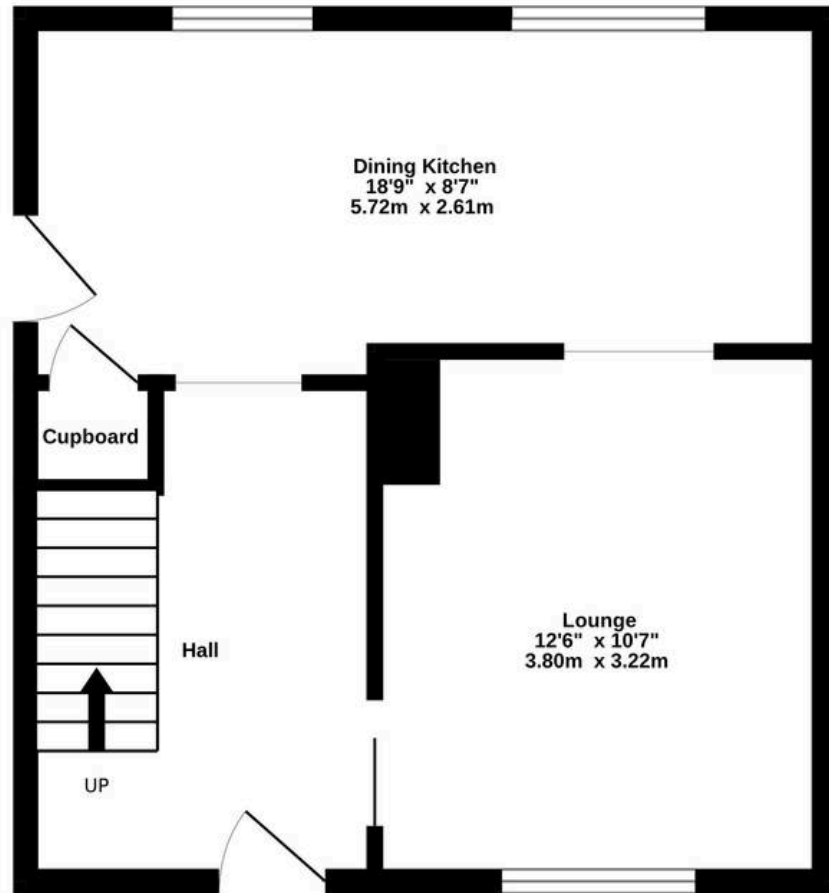 Dining Kitchen
18'9" x 8'7"
5.72m x 2.61m
Cupboard
Hall
Lounge
12'6" x 10'7"
3.80m x 3.22m
UP